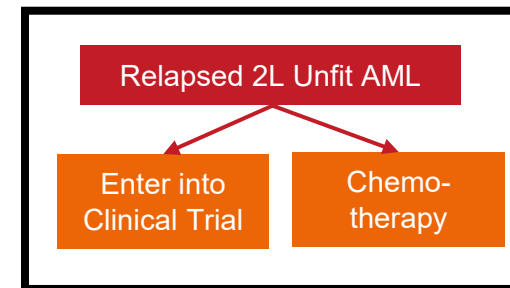 Relapsed 2L Unfit AML
Enter into
Clinical Trial
Chemo-
therapy